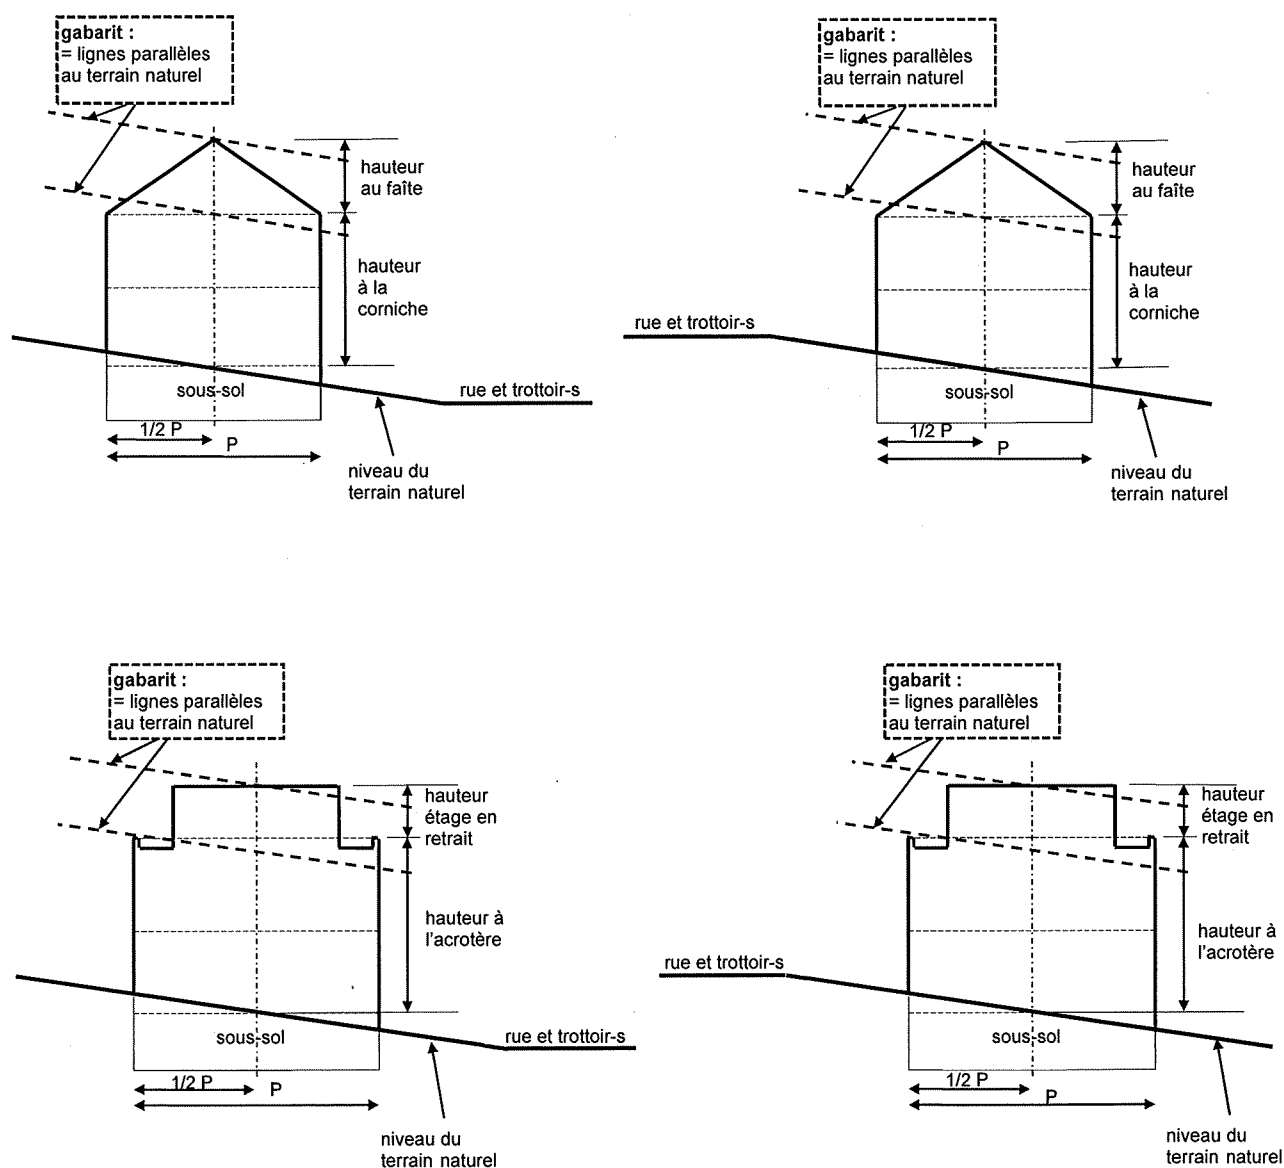 gabarit :
= lignes parallèles
au terrain naturel
hauteur
au faîte
hauteur
à la
corniche
sous-sol
rue et trottoir-s
1/2 P
P
niveau du
terrain naturel
gabarit :
= lignes parallèles
au terrain naturel
hauteur
au faîte
hauteur
à la
corniche
rue et trottoir-s
sous-sol
1/2 P
P
niveau du
terrain naturel
gabarit :
= lignes parallèles
au terrain naturel
hauteur
étage en
retrait
hauteur à
l'acrotère
sous-sol
rue et trottoir-s
1/2 P
P
niveau du
terrain naturel
gabarit :
= lignes parallèles
au terrain naturel
hauteur
étage en
retrait
hauteur à
l'acrotère
rue et trottoir-s
sous-sol
1/2 P
P
niveau du
terrain naturel